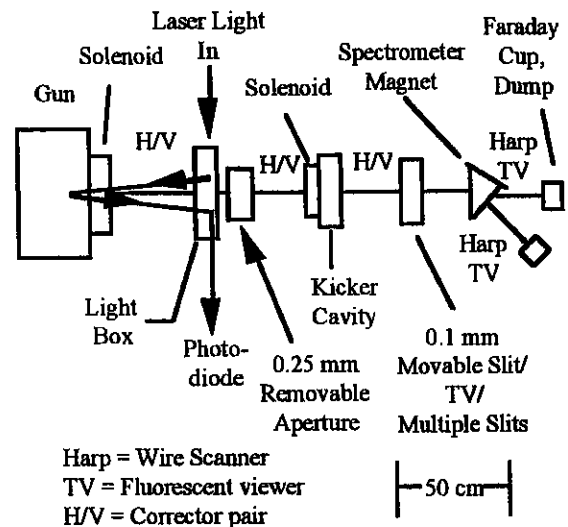 Laser Light
In
Solenoid
Gun
H/V
Solenoid
H/V
H/V
Spectrometer
Magnet
Faraday
Cup,
Dump
Harp
TV
Harp
TV
Light
Box
Photo-
diode
0.25 mm
Removable
Aperture
Kicker
Cavity
0.1 mm
Movable Slit/
TV/
Multiple Slits
Harp = Wire Scanner
TV = Fluorescent viewer
H/V = Corrector pair
50 cm